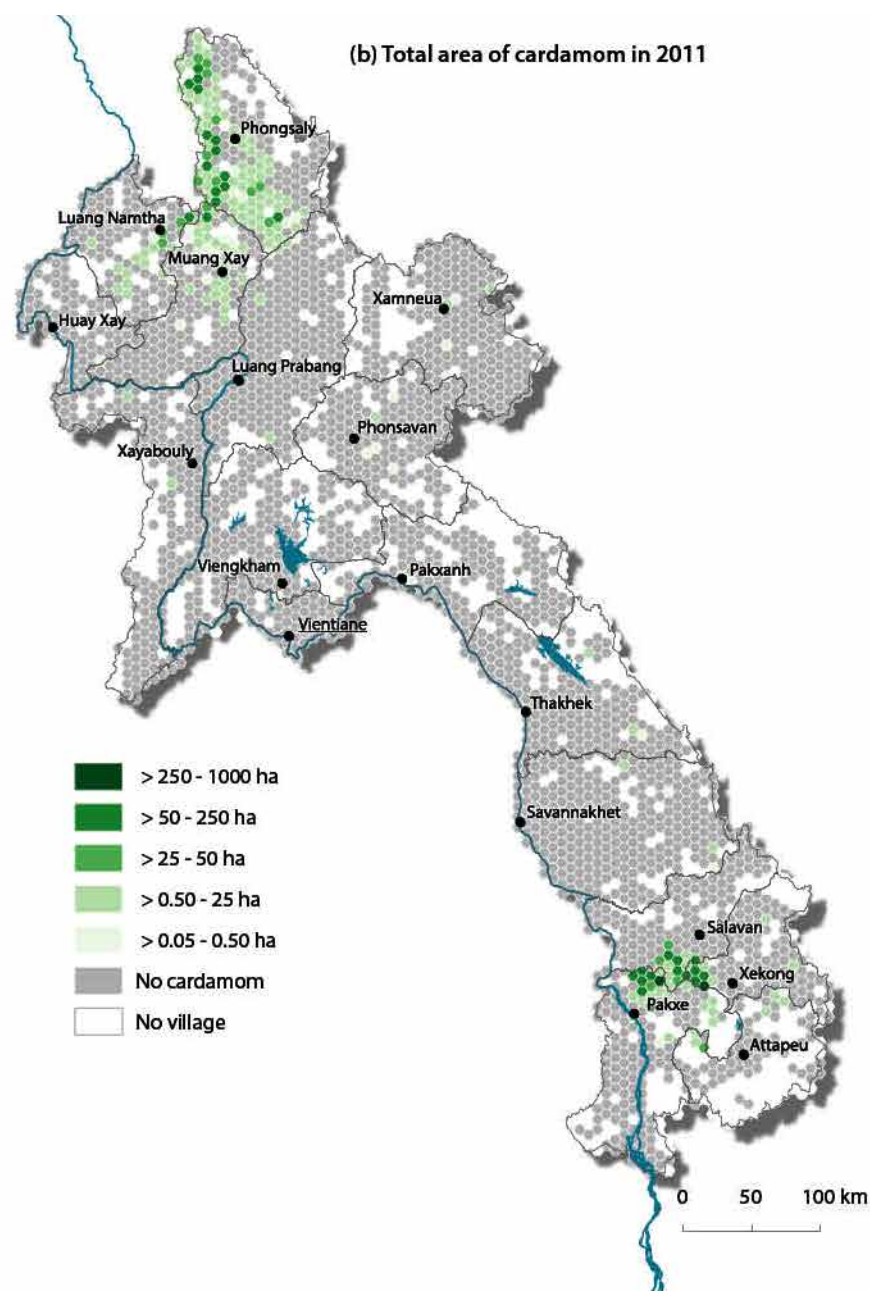 (b) Total area of cardamom in 2011
Phongsaly
Luang Namtha
Muang Xay
Xamneua
Huay Xay
Luang Prabang
Phonsavan
Xayabouly
Viengkham
Pakxanh
Vientiane
Thakhek
> 250 - 1000 ha
> 50 - 250 ha
> 25 - 50 ha
> 0.50 - 25 ha
> 0.05 - 0.50 ha
No cardamom
No village
Savannakhet
Salavan
Xekong
Pakxe
Attapeu
0 50 100 km